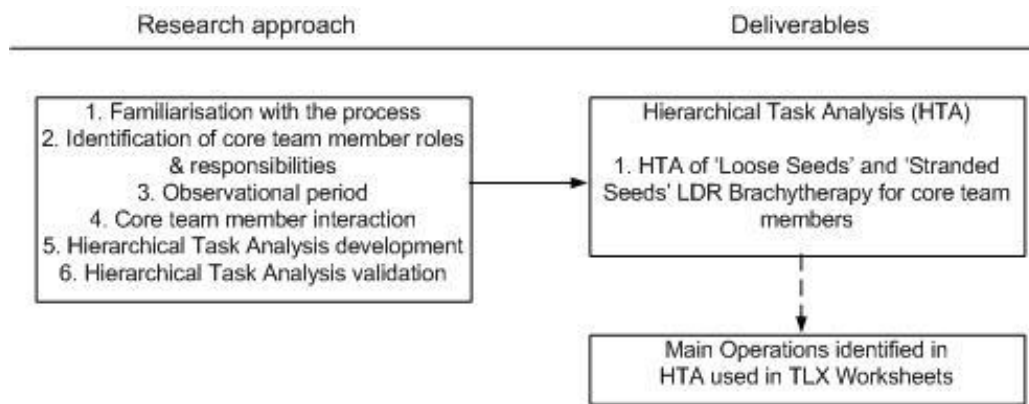 Research approach
Deliverables
1. Familiarisation with the process
2. Identification of core team member roles
& responsibilities
3. Observational period
4. Core team member interaction
5. Hierarchical Task Analysis development
6. Hierarchical Task Analysis validation
Hierarchical Task Analysis (HTA)
1. HTA of 'Loose Seeds' and 'Stranded
Seeds' LDR Brachytherapy for core team
members
Main Operations identified in
HTA used in TLX Worksheets